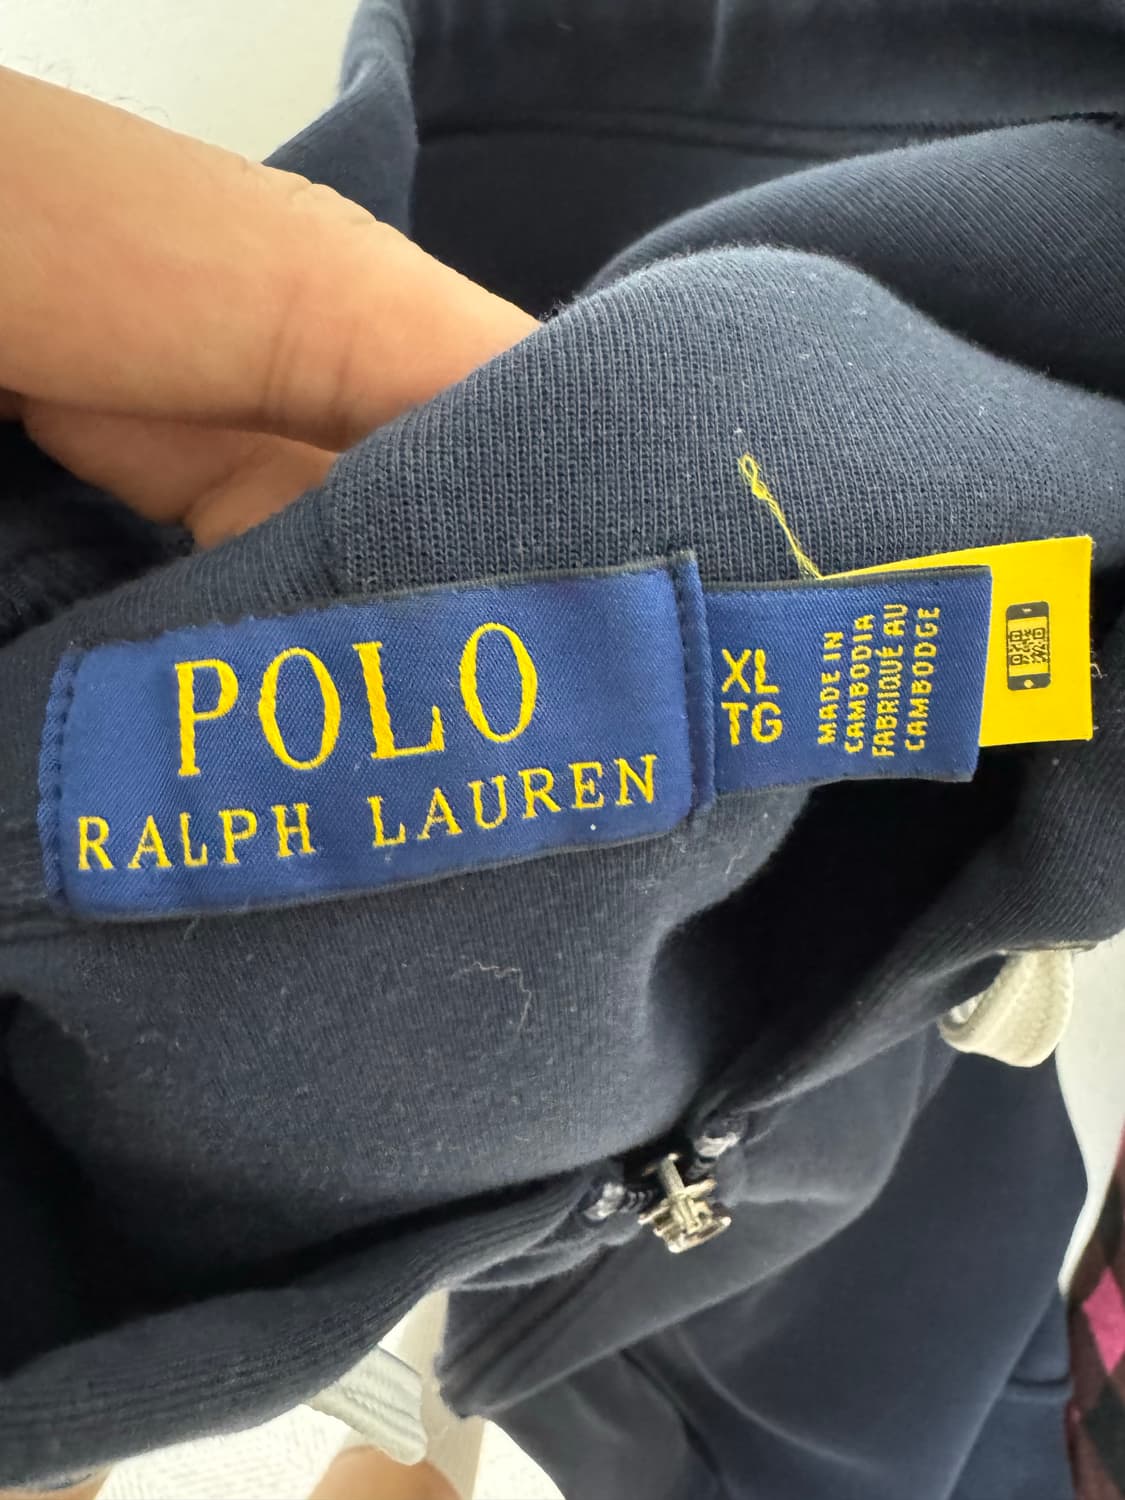 POLO
RALPH LAUREN
XL
TG
MADE IN
CAMBODIA
FABRIQUÉ AU
CAMBODGE